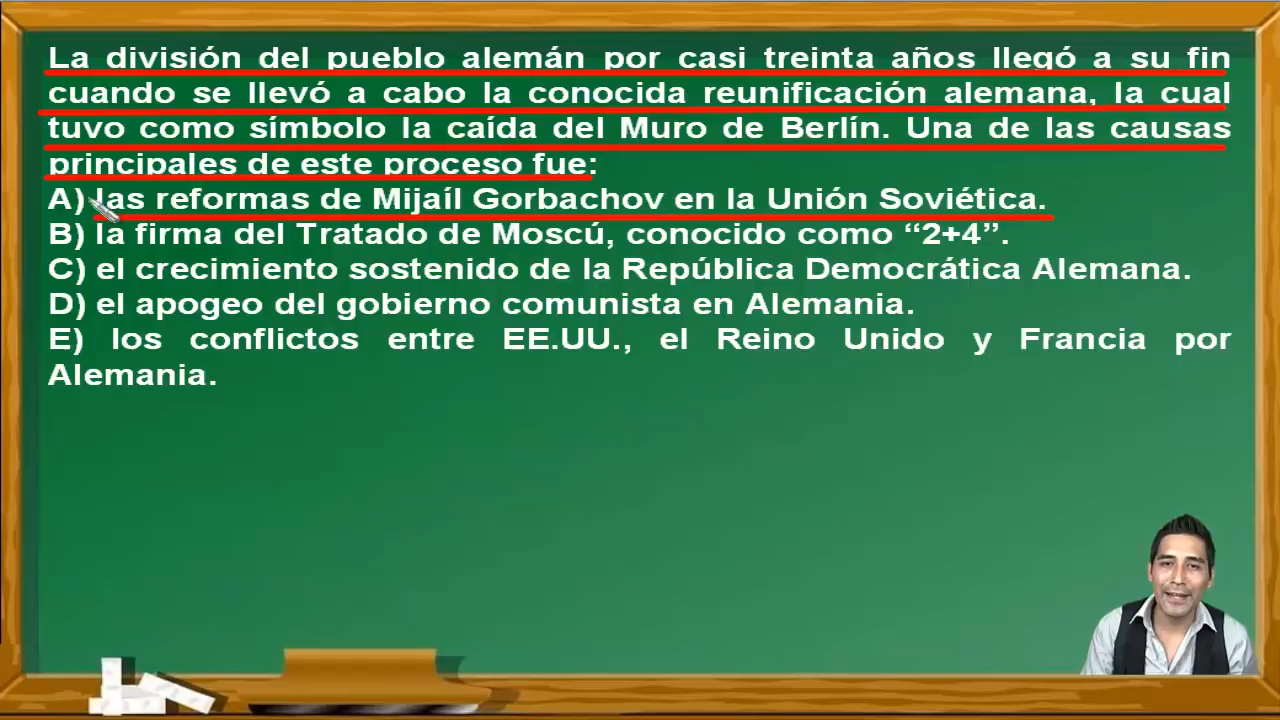 La división del pueblo alemán por casi treinta años llegó a su fin
cuando se llevó a cabo la conocida reunificación alemana, la cual
tuvo como símbolo la caída del Muro de Berlín. Una de las causas
principales de este proceso fue:
A) las reformas de Mijaíl Gorbachov en la Unión Soviética.
B) la firma del Tratado de Moscú, conocido como “2+4”.
C) el crecimiento sostenido de la República Democrática Alemana.
D) el apogeo del gobierno comunista en Alemania.
E) los conflictos entre EE.UU., el Reino Unido y Francia por
Alemania.